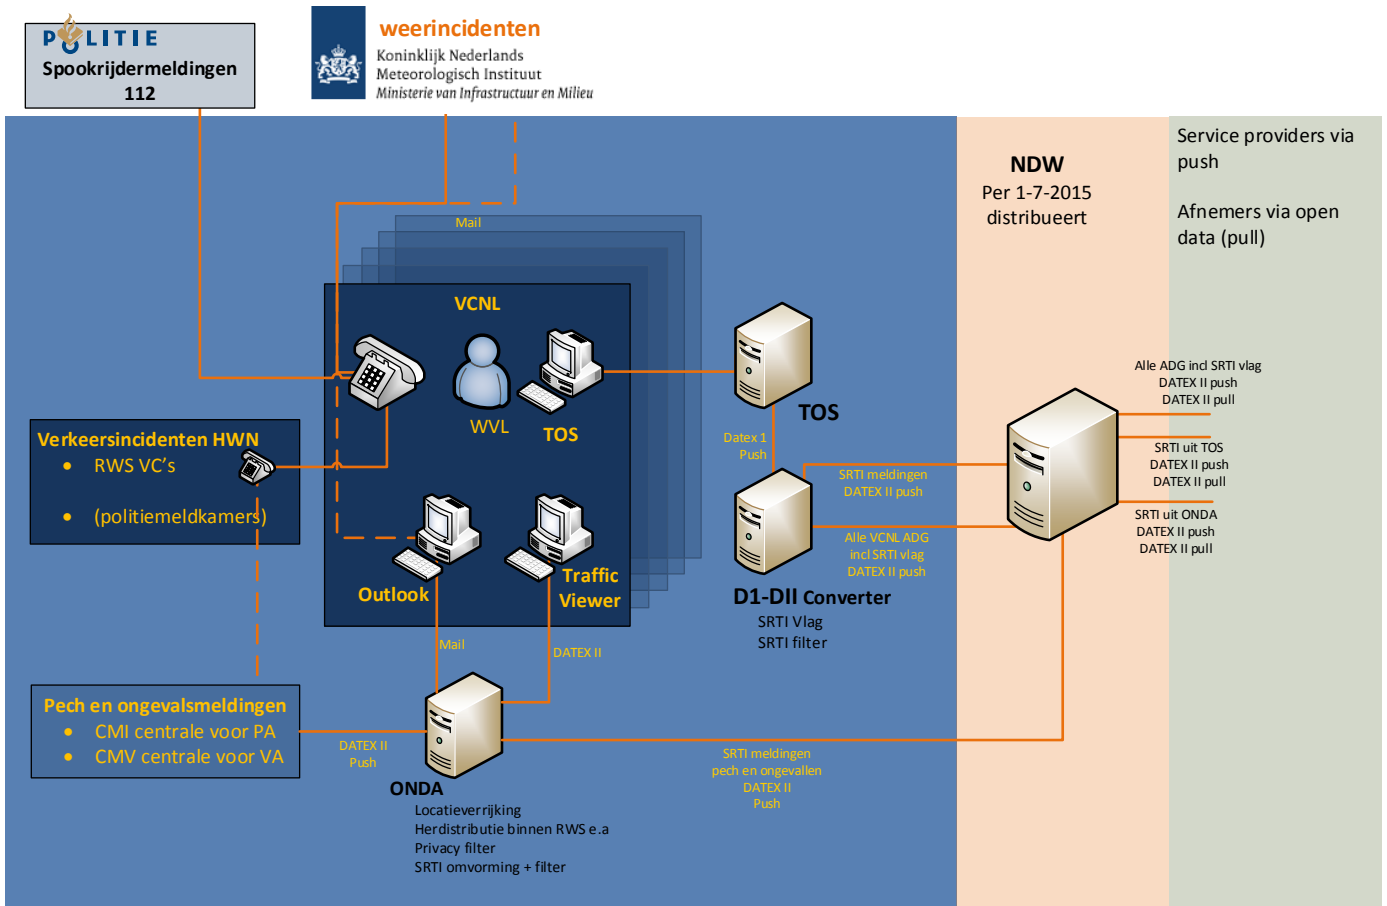 POLITIE
Spookrijdermeldingen
112
weerincidenten
Koninklijk Nederlands
Meteorologisch Instituut
Ministerie van Infrastructuur en Milieu
Service providers via
push
Afnemers via open
data (pull)
NDW
Per 1-7-2015
distribueert
Mail
VCNL
WVL
TOS
TOS
Datex 1
Push
Verkeersincidenten HWN
• RWS VC's
• (politiemeldkamers)
Outlook
Traffic
Viewer
SRTI meldingen
DATEX II push
Alle VCNL ADG
incl SRTI vlag
DATEX II push
D1-DII Converter
SRTI Vlag
SRTI filter
Alle ADG incl SRTI vlag
DATEX II push
DATEX II pull
SRTI uit TOS
DATEX II push
DATEX II pull
SRTI uit ONDA
DATEX II push
DATEX II pull
Mail
DATEX II
Pech en ongevalsmeldingen
• CMI centrale voor PA
• CMV centrale voor VA
DATEX II
Push
ONDA
Locatieverrijking
Herdistributie binnen RWS e.a
Privacy filter
SRTI omvorming + filter
SRTI meldingen
pech en ongevallen
DATEX II
Push